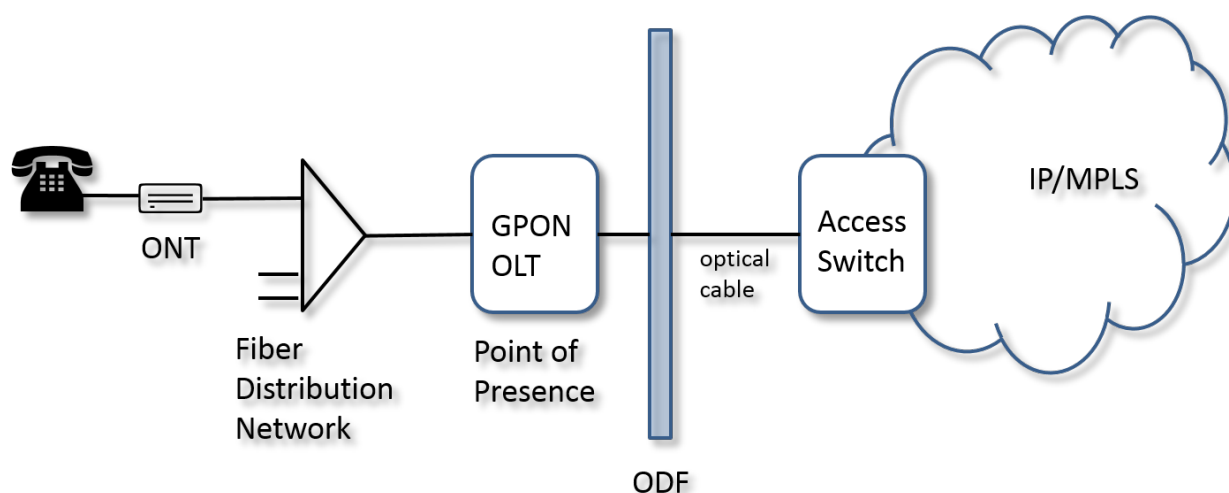 ONT
Fiber
Distribution
Network
GPON
OLT
Point of
Presence
ODF
optical
cable
Access
Switch
IP/MPLS